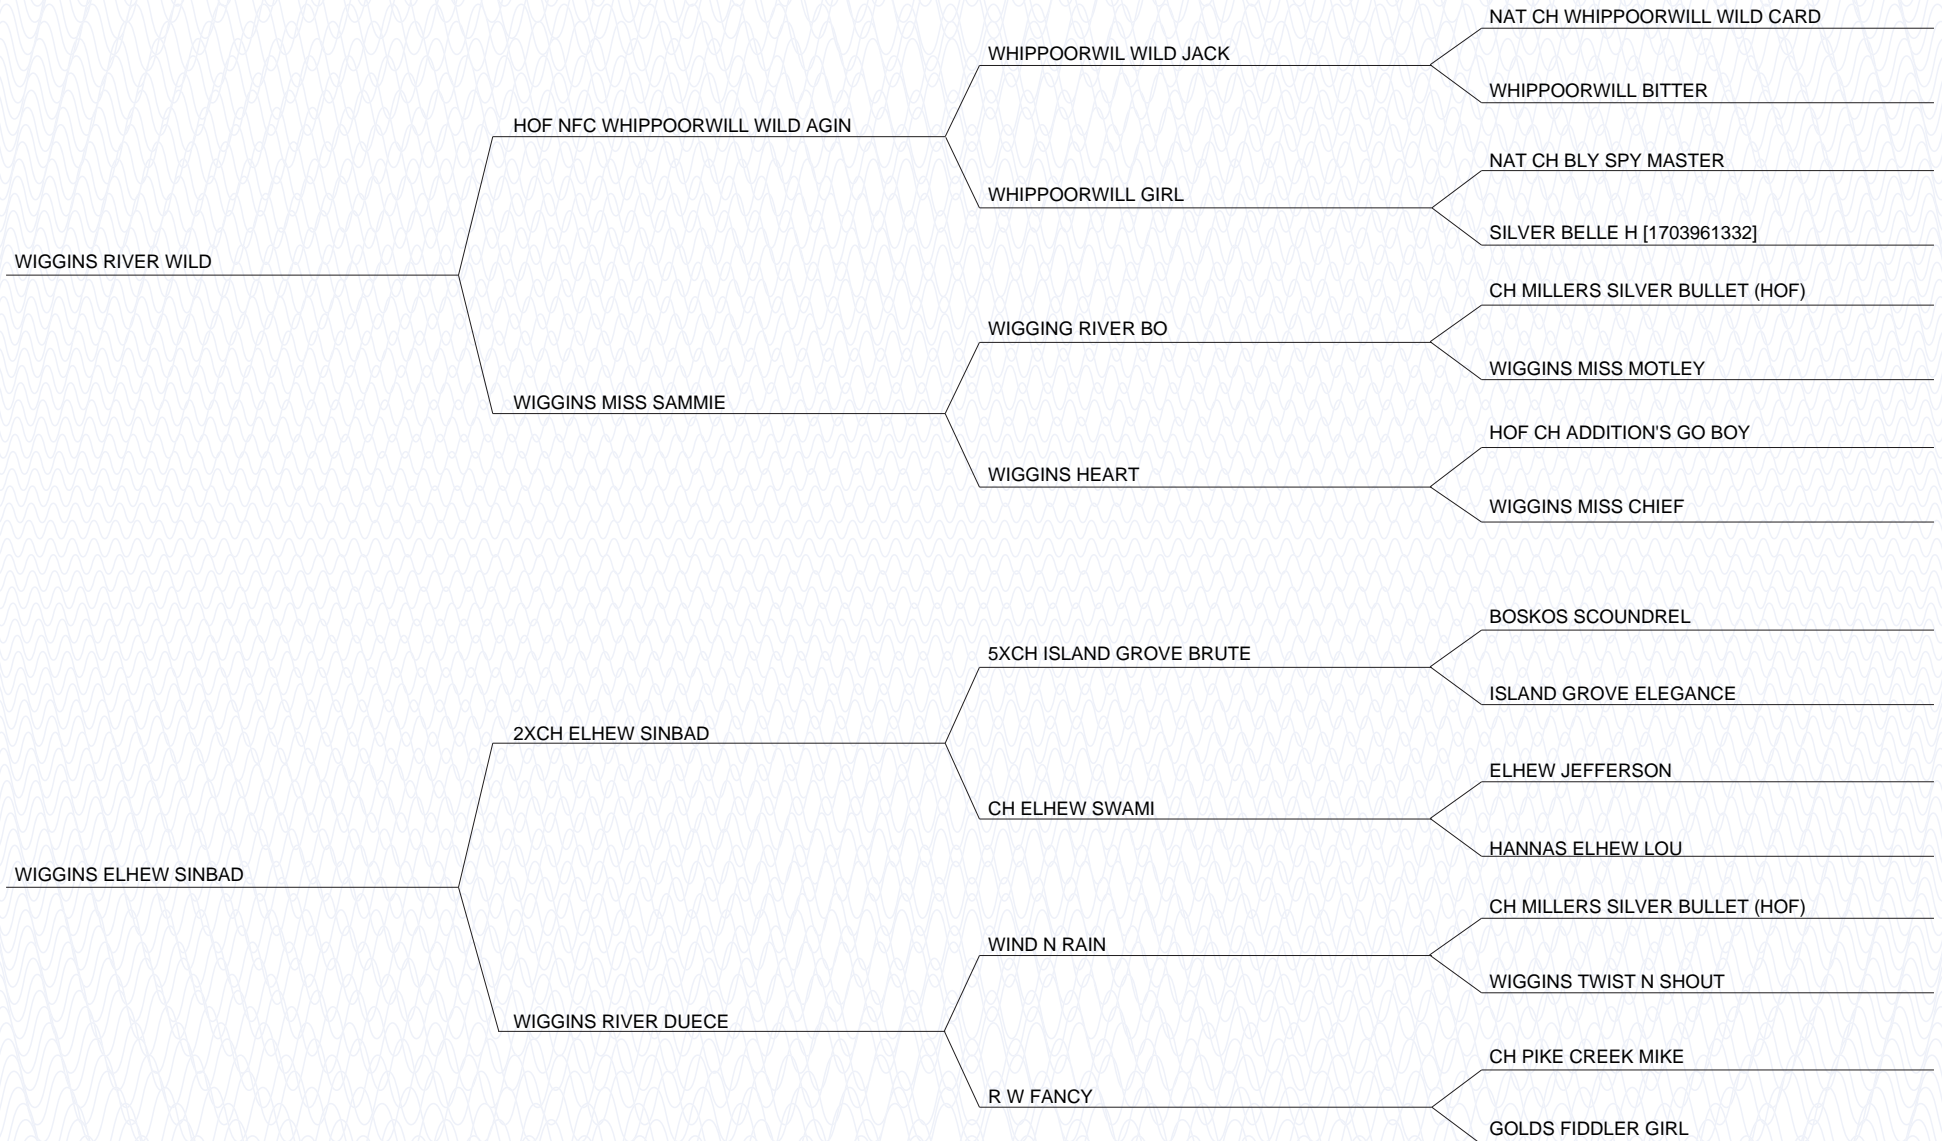 NAT CH WHIPPOORWILL WILD CARD
WHIPPOORWIL WILD JACK
WHIPPOORWILL BITTER
HOF NFC WHIPPOORWILL WILD AGIN
NAT CH BLY SPY MASTER
WHIPPOORWILL GIRL
SILVER BELLE H [1703961332]
WIGGINS RIVER WILD
CH MILLERS SILVER BULLET (HOF)
WIGGING RIVER BO
WIGGINS MISS MOTLEY
WIGGINS MISS SAMMIE
HOF CH ADDITION'S GO BOY
WIGGINS HEART
WIGGINS MISS CHIEF
BOSKOS SCOUNDREL
5XCH ISLAND GROVE BRUTE
ISLAND GROVE ELEGANCE
2XCH ELHEW SINBAD
ELHEW JEFFERSON
CH ELHEW SWAMI
HANNAS ELHEW LOU
WIGGINS ELHEW SINBAD
CH MILLERS SILVER BULLET (HOF)
WIND N RAIN
WIGGINS TWIST N SHOUT
WIGGINS RIVER DUECE
CH PIKE CREEK MIKE
R W FANCY
GOLDS FIDDLER GIRL